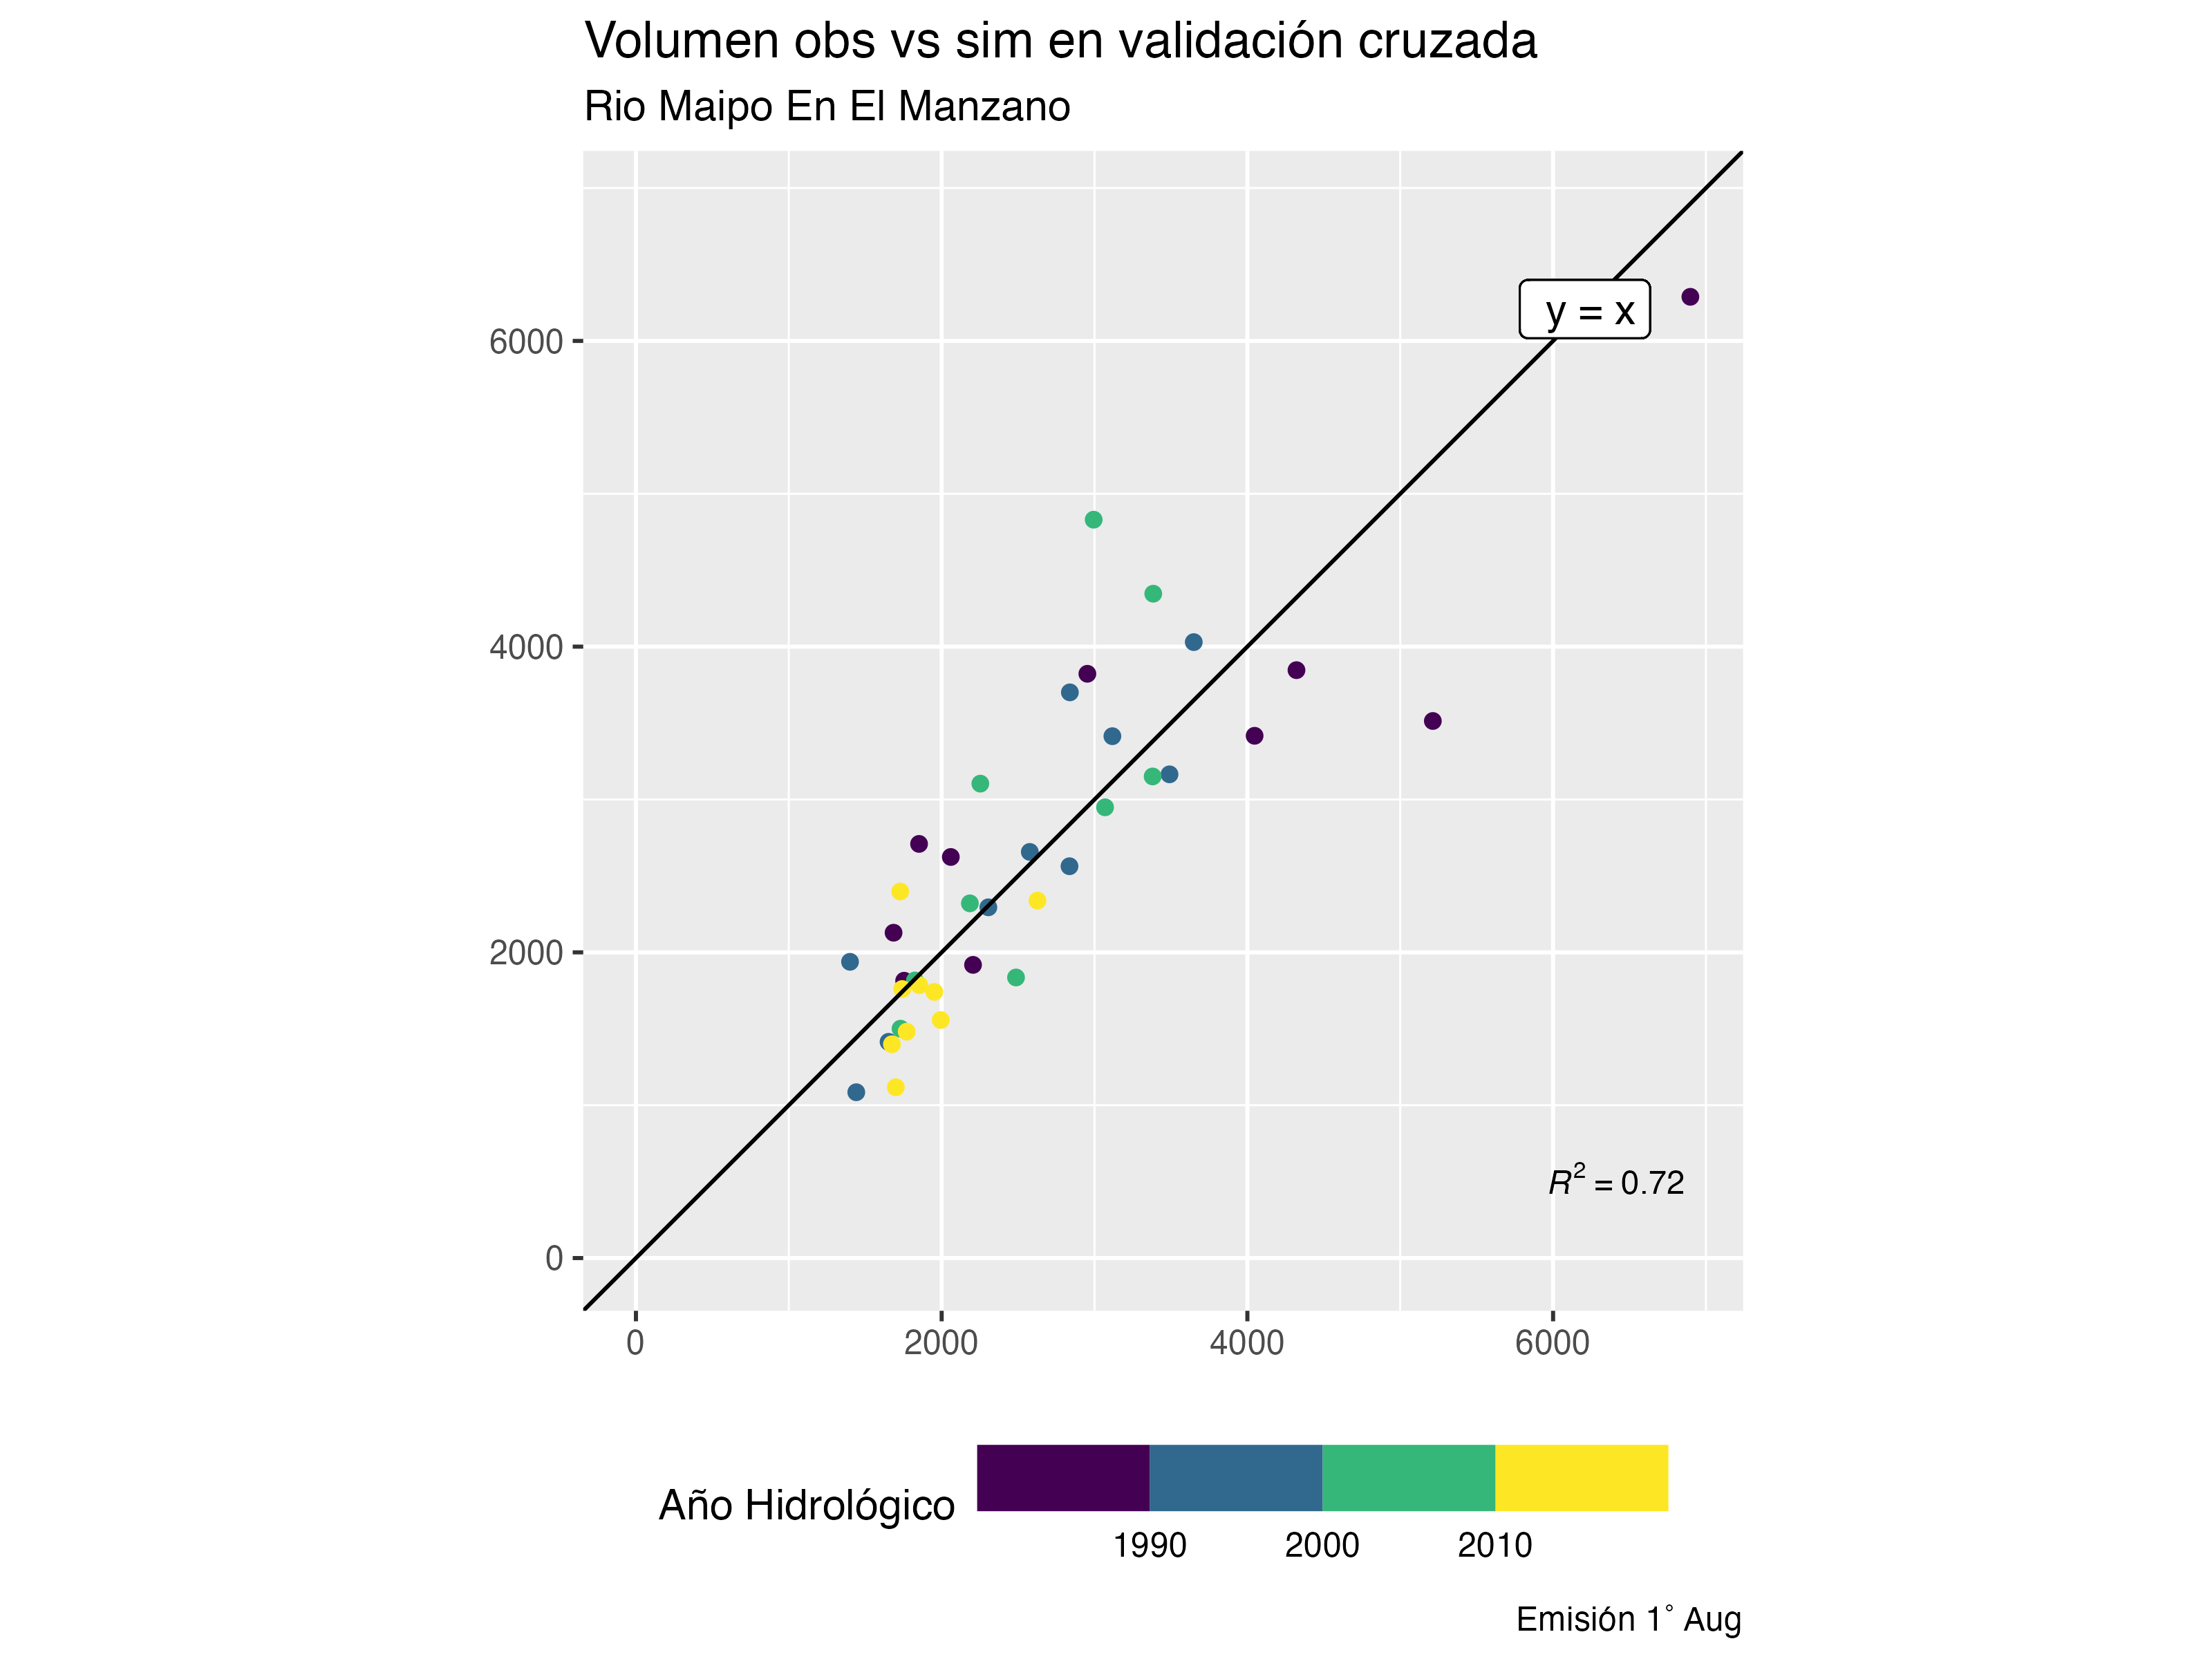 Volumen obs vs sim en validación cruzada
Rio Maipo En El Manzano
y = x
6000
4000
2000
0
R² = 0.72
0 2000 4000 6000
Año Hidrológico
1990 2000 2010
Emisión 1° Aug